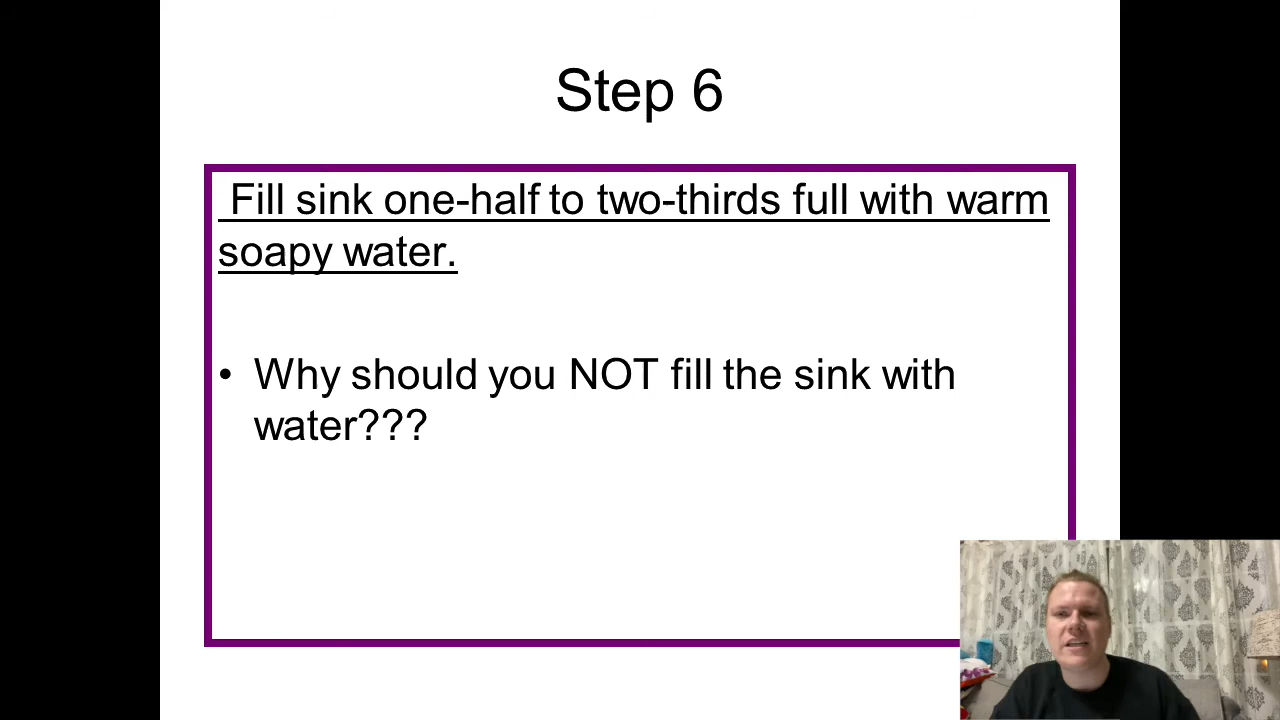 Step 6
Fill sink one-half to two-thirds full with warm
soapy water.
• Why should you NOT fill the sink with
water???